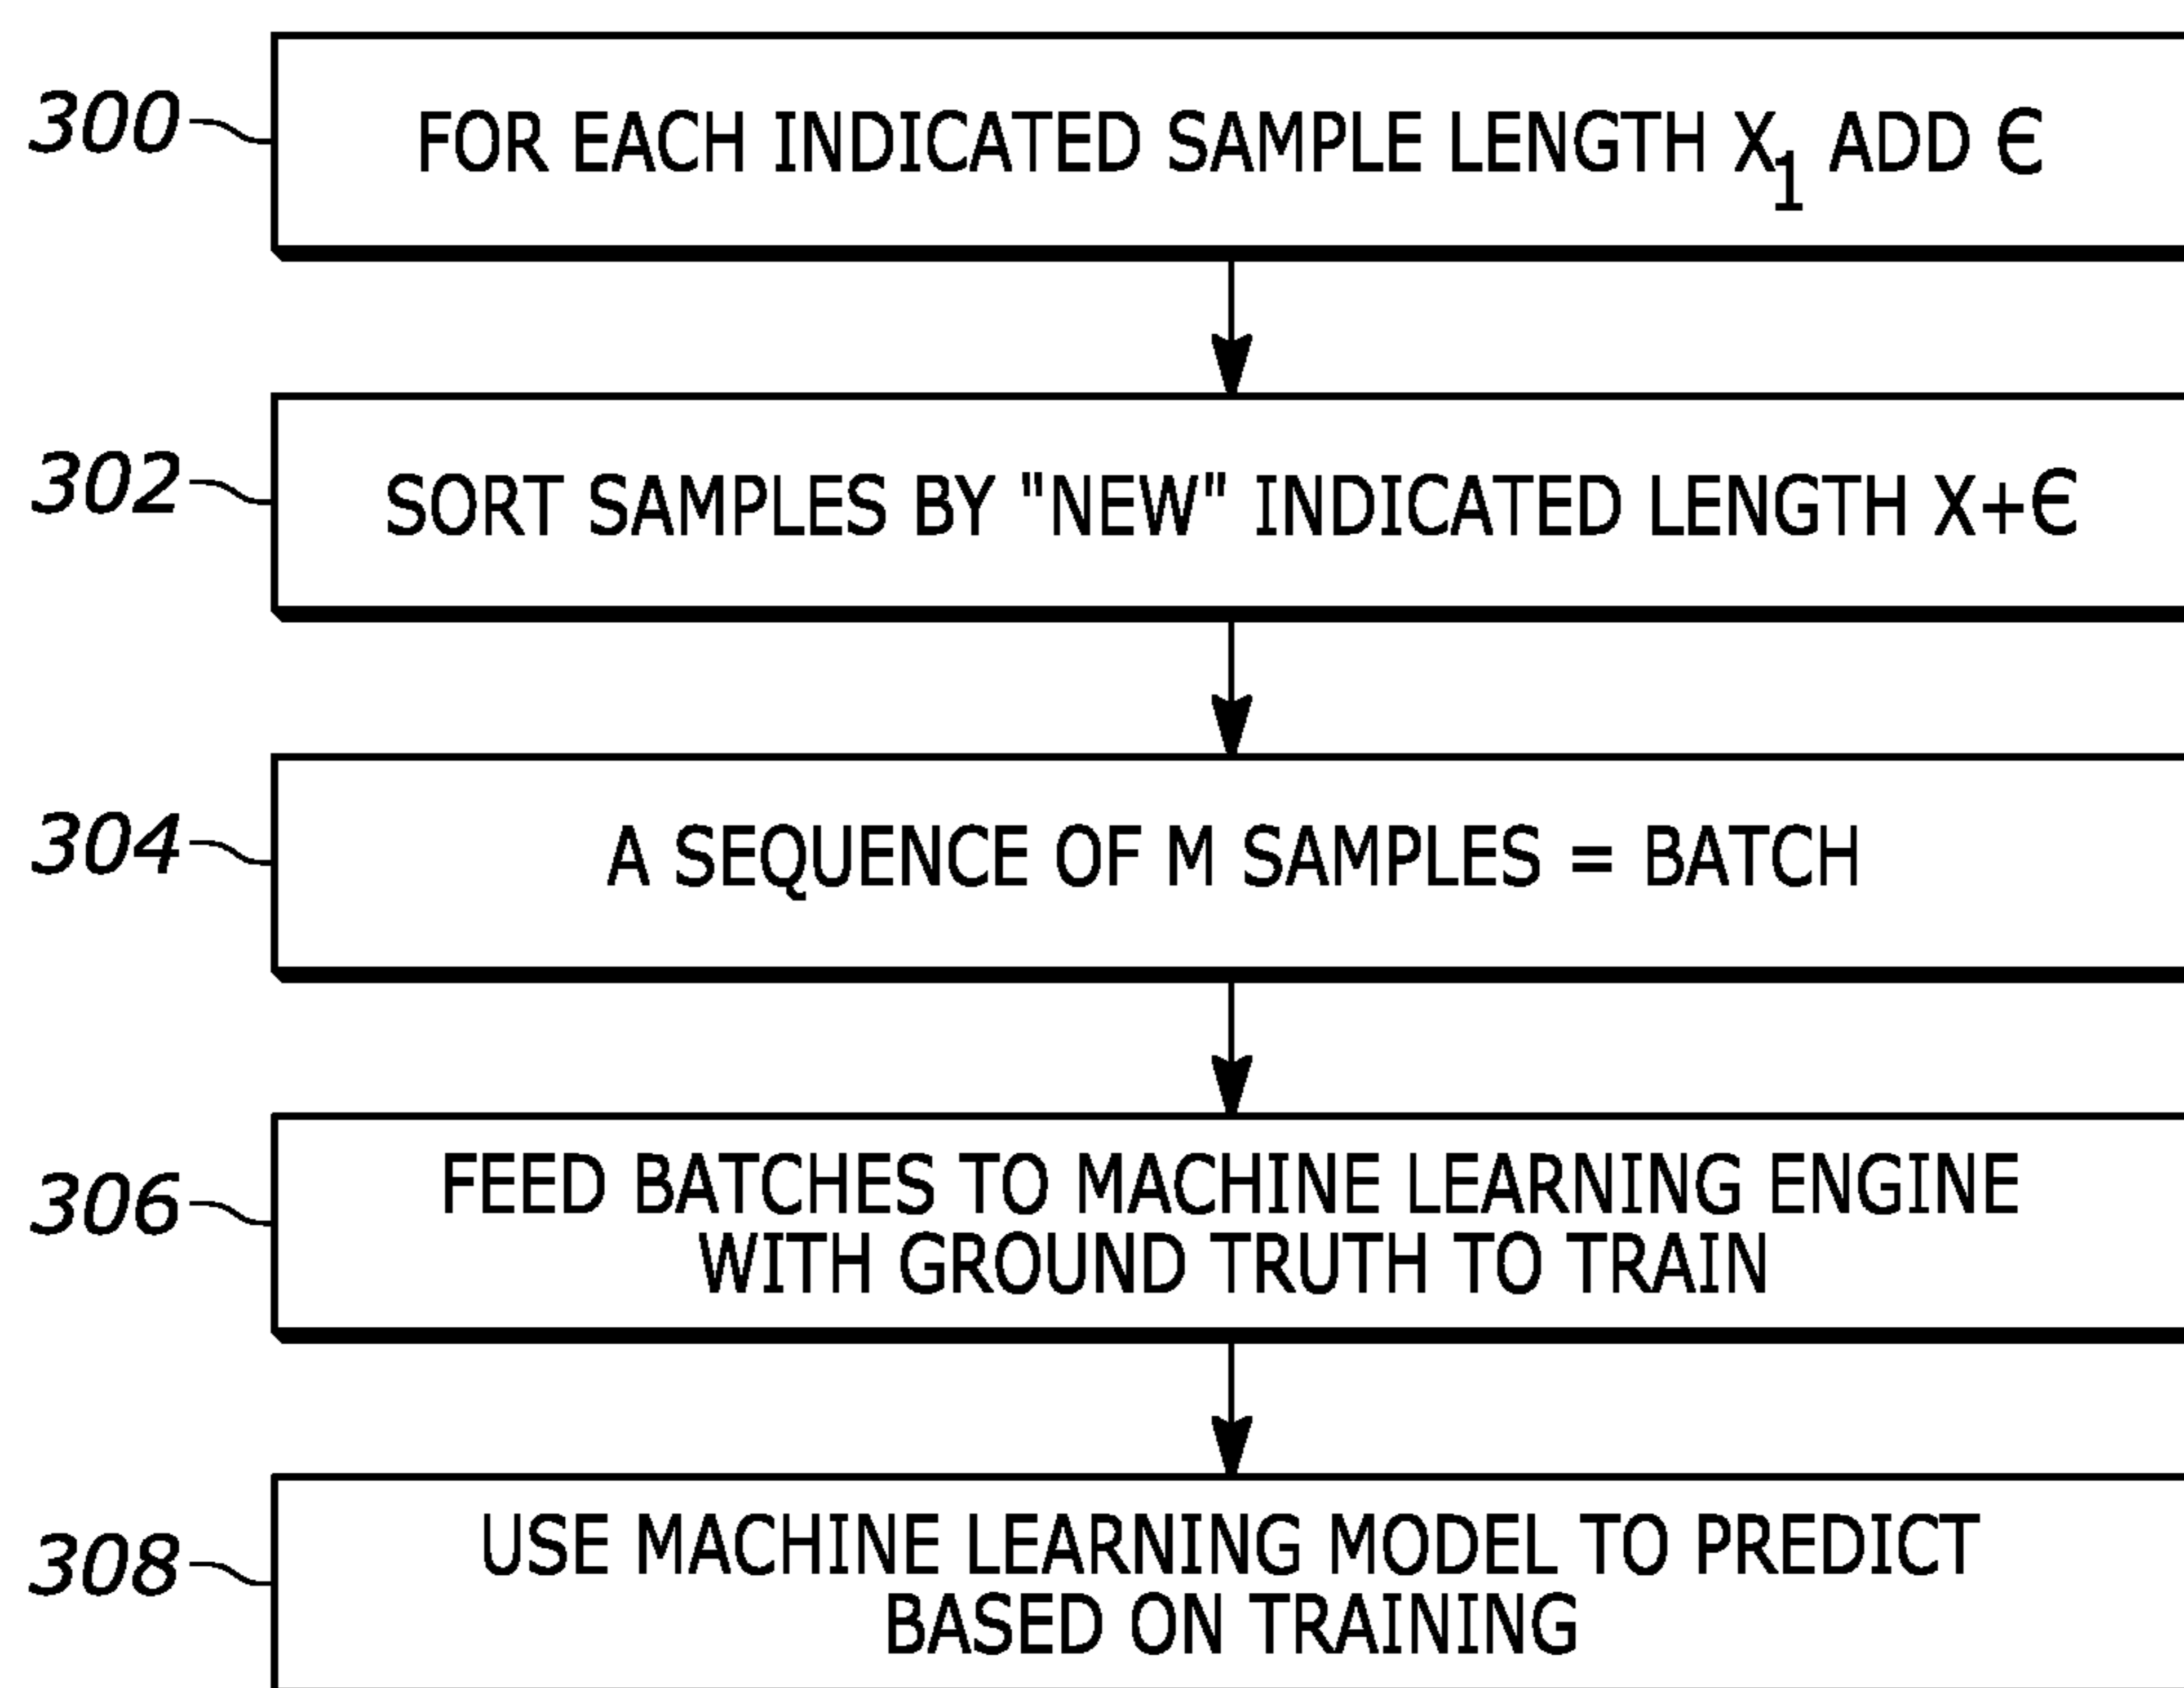 300 FOR EACH INDICATED SAMPLE LENGTH X1 ADD Є
302 SORT SAMPLES BY "NEW" INDICATED LENGTH X+Є
304 A SEQUENCE OF M SAMPLES = BATCH
306 FEED BATCHES TO MACHINE LEARNING ENGINE
WITH GROUND TRUTH TO TRAIN
308 USE MACHINE LEARNING MODEL TO PREDICT
BASED ON TRAINING